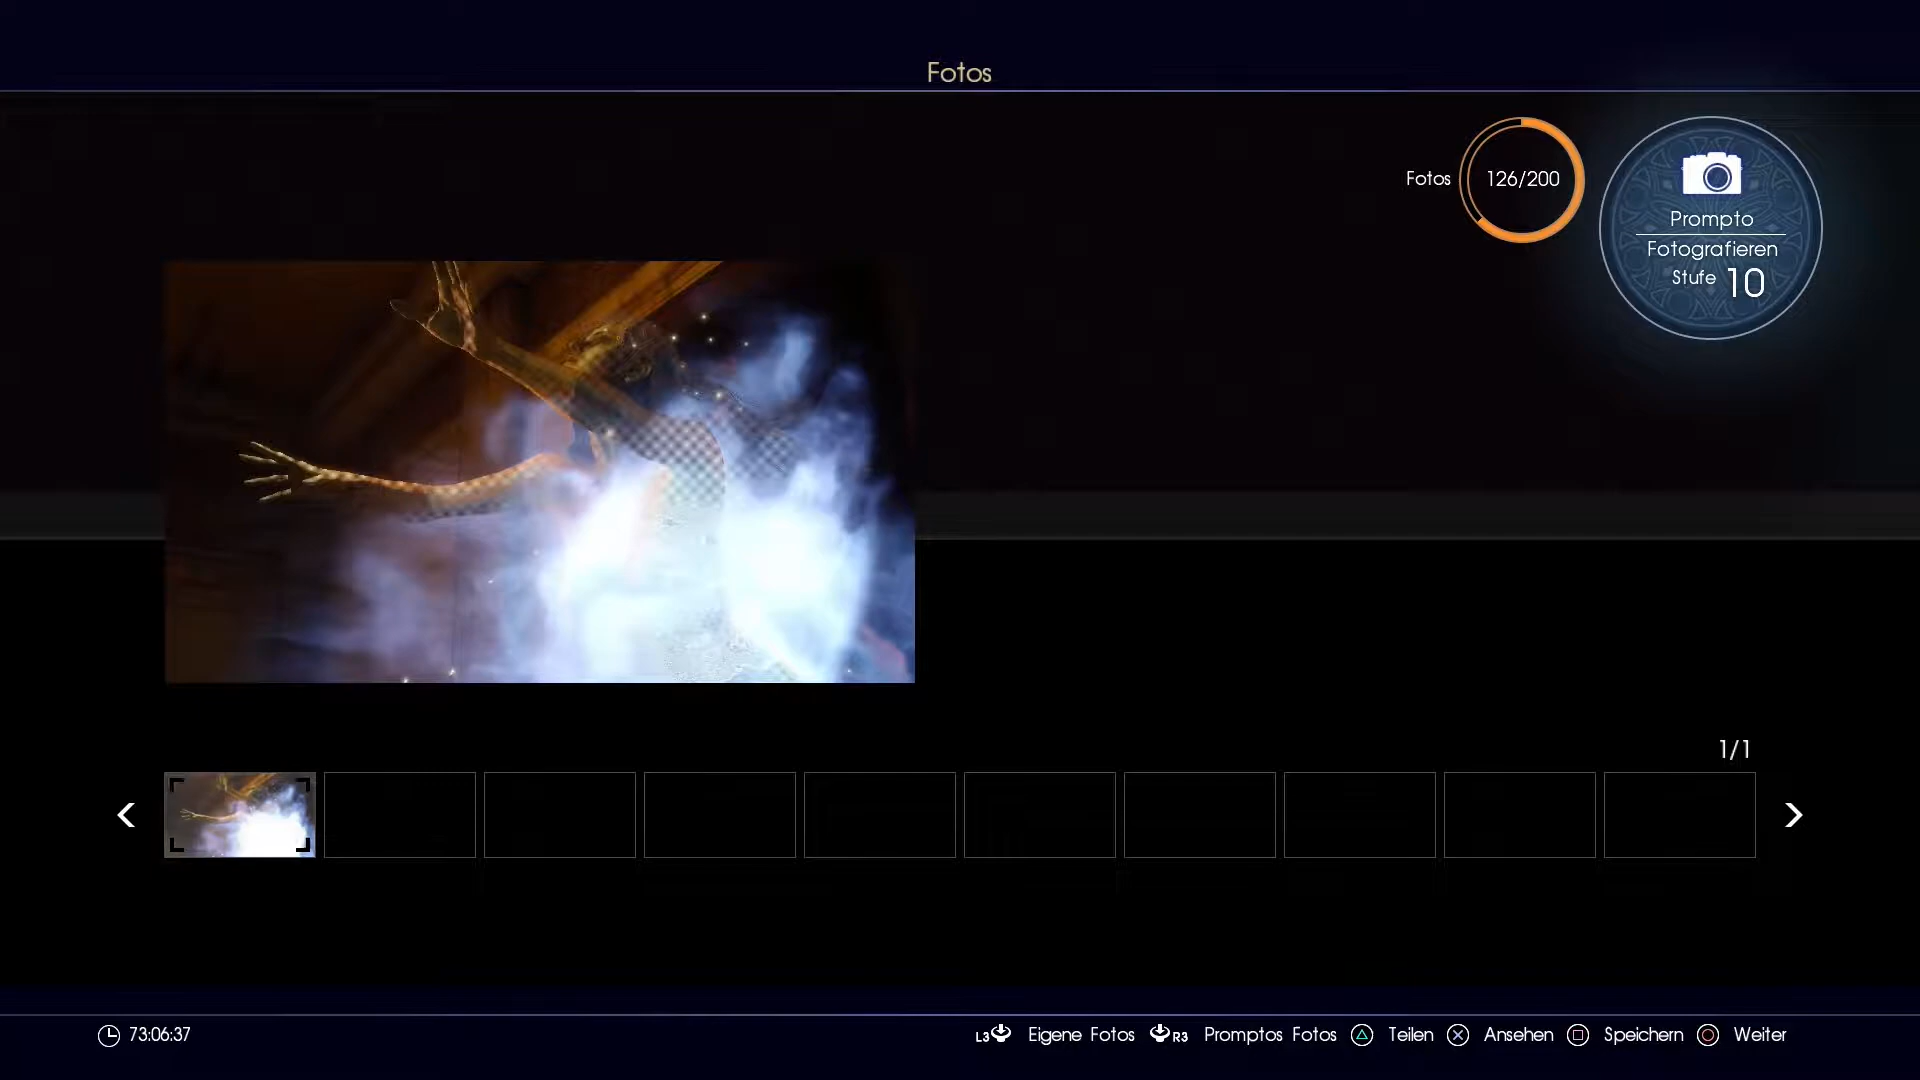 Fotos
Fotos 126/200
Prompto
Fotografieren
Stufe 10
1/1
73:06:37 L3 Eigene Fotos R3 Promptos Fotos Teilen Ansehen Speichern Weiter